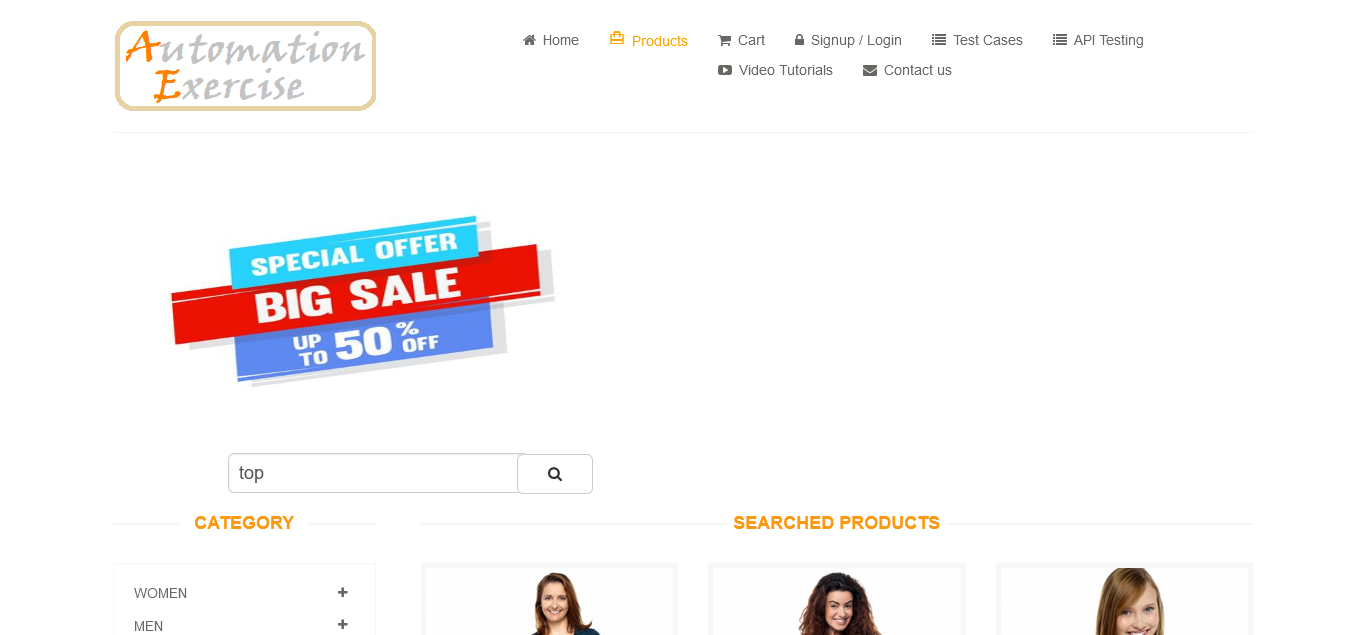 Automation
Exercise
Home
Products
Cart
Signup / Login
Test Cases
API Testing
Video Tutorials
Contact us
SPECIAL OFFER
BIG SALE
UP TO 50% OFF
top
CATEGORY
SEARCHED PRODUCTS
WOMEN
MEN